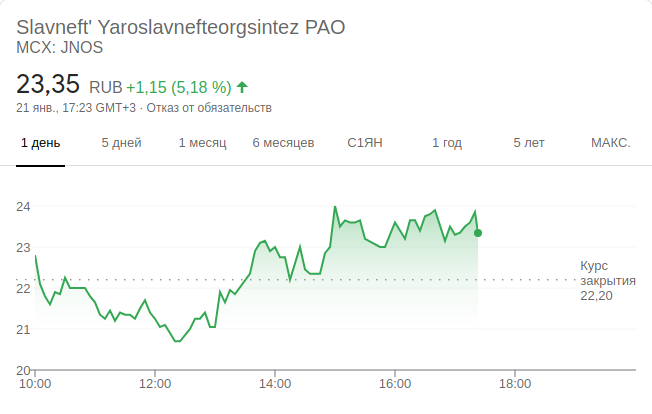 Slavneft' Yaroslavnefteorgsintez PAO
MCX: JNOS
23,35 RUB +1,15 (5,18 %)
21 янв., 17:23 GMT+3 · Отказ от обязательств
1 день 5 дней 1 месяц 6 месяцев С1ЯН 1 год 5 лет МАКС.
24
23
22
21
20
Курс
закрытия
22,20
10:00 12:00 14:00 16:00 18:00